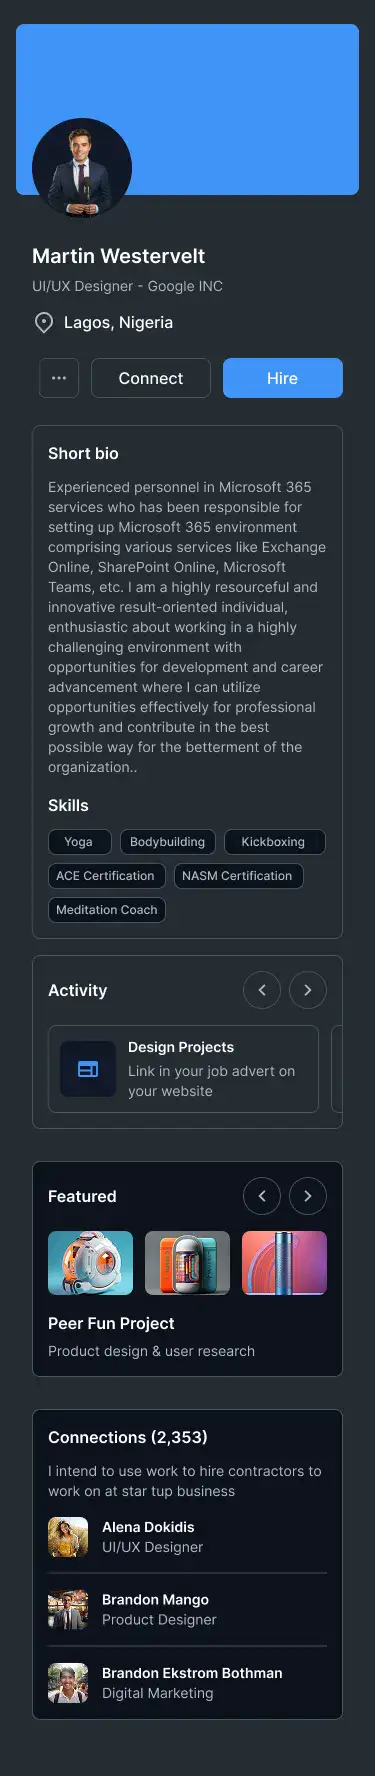 Martin Westervelt
UI/UX Designer - Google INC
Lagos, Nigeria
Connect
Hire
Short bio
Experienced personnel in Microsoft 365
services who has been responsible for
setting up Microsoft 365 environment
comprising various services like Exchange
Online, SharePoint Online, Microsoft
Teams, etc. I am a highly resourceful and
innovative result-oriented individual,
enthusiastic about working in a highly
challenging environment with
opportunities for development and career
advancement where I can utilize
opportunities effectively for professional
growth and contribute in the best
possible way for the betterment of the
organization..
Skills
Yoga Bodybuilding Kickboxing
ACE Certification NASM Certification
Meditation Coach
Activity
Design Projects
Link in your job advert on
your website
Featured
Peer Fun Project
Product design & user research
Connections (2,353)
I intend to use work to hire contractors to
work on at star tup business
Alena Dokidis
UI/UX Designer
Brandon Mango
Product Designer
Brandon Ekstrom Bothman
Digital Marketing